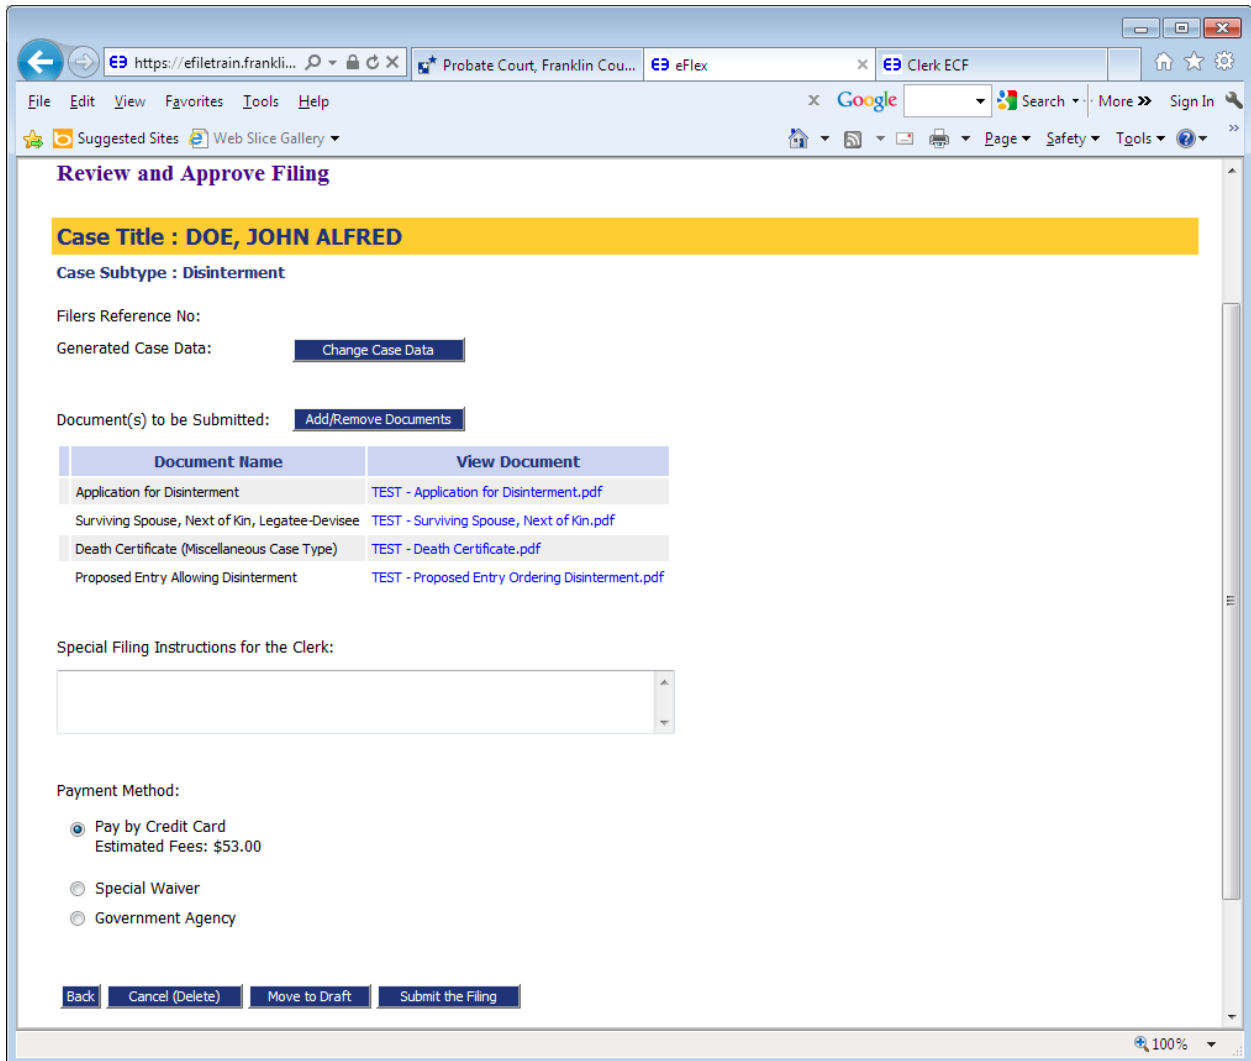 https://efiletrain.frankli...
Probate Court, Franklin Cou...
eFlex
Clerk ECF
File Edit View Favorites Tools Help
x Google Search More >> Sign In
Suggested Sites Web Slice Gallery
Page Safety Tools
Review and Approve Filing
Case Title : DOE, JOHN ALFRED
Case Subtype : Disinterment
Filers Reference No:
Generated Case Data: Change Case Data
Document(s) to be Submitted: Add/Remove Documents
Document Name View Document
Application for Disinterment TEST - Application for Disinterment.pdf
Surviving Spouse, Next of Kin, Legatee-Devisee TEST - Surviving Spouse, Next of Kin.pdf
Death Certificate (Miscellaneous Case Type) TEST - Death Certificate.pdf
Proposed Entry Allowing Disinterment TEST - Proposed Entry Ordering Disinterment.pdf
Special Filing Instructions for the Clerk:
Payment Method:
Pay by Credit Card
Estimated Fees: $53.00
Special Waiver
Government Agency
Back Cancel (Delete) Move to Draft Submit the Filing
100%